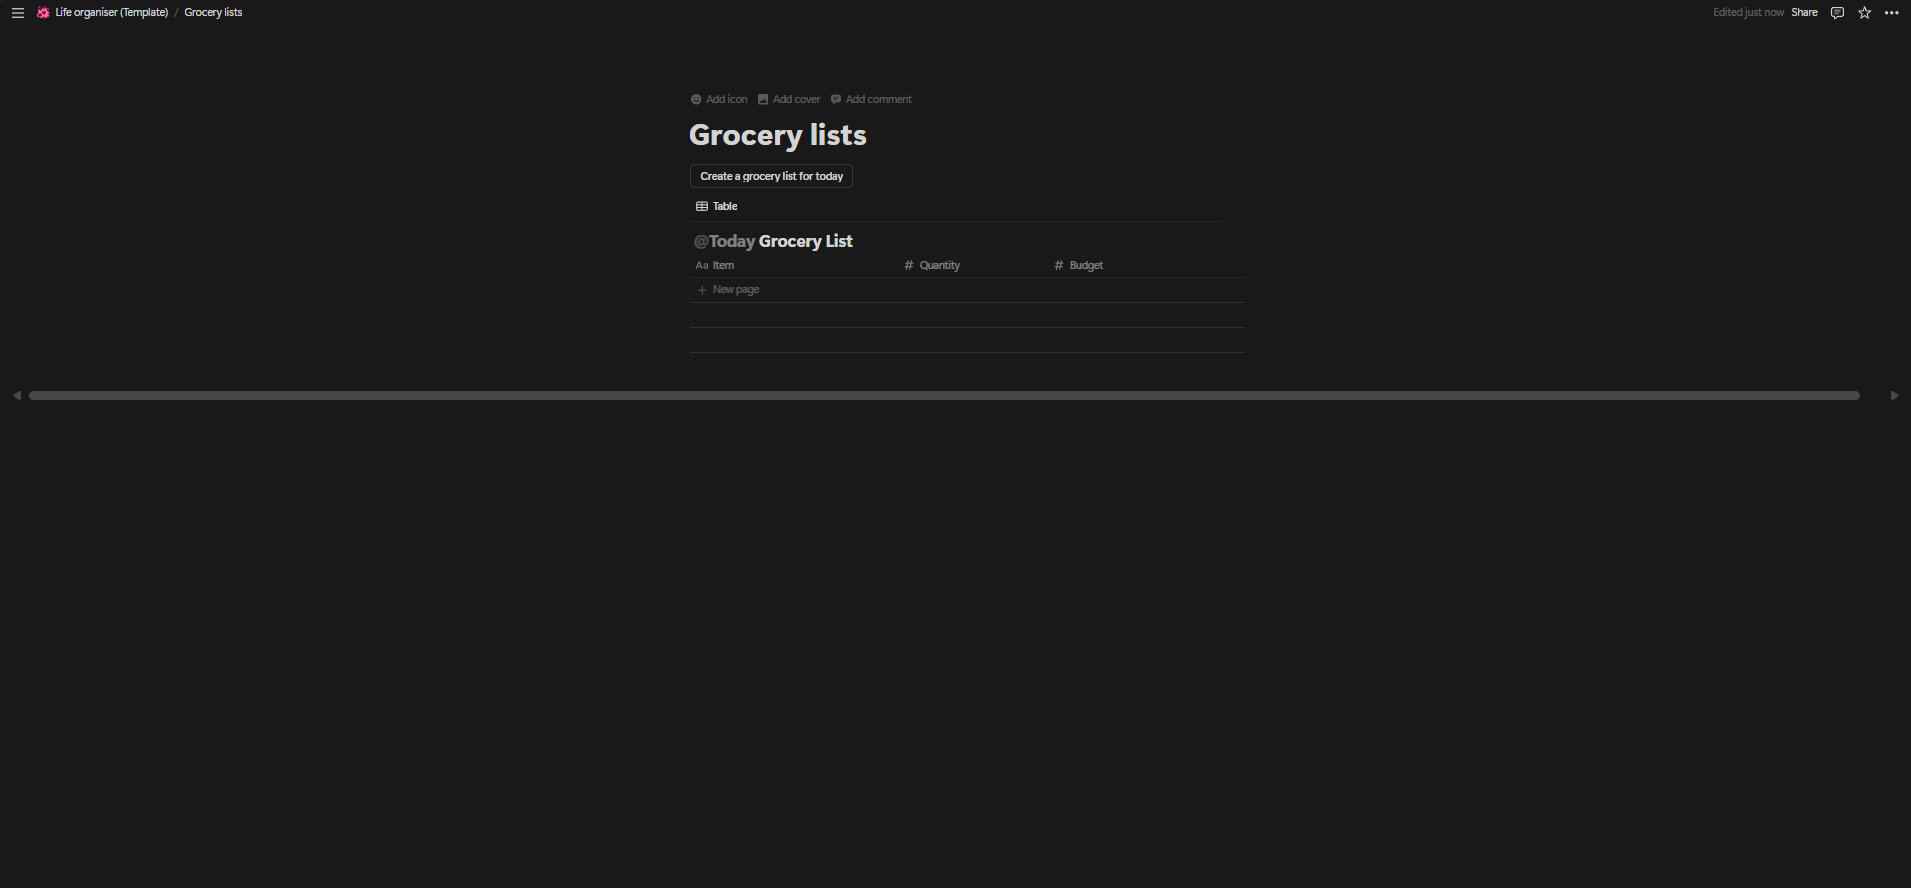 Life organiser (Template) / Grocery lists
Edited just now Share
Add icon Add cover Add comment
Grocery lists
Create a grocery list for today
Table
@Today Grocery List
Aa Item # Quantity # Budget
+ New page